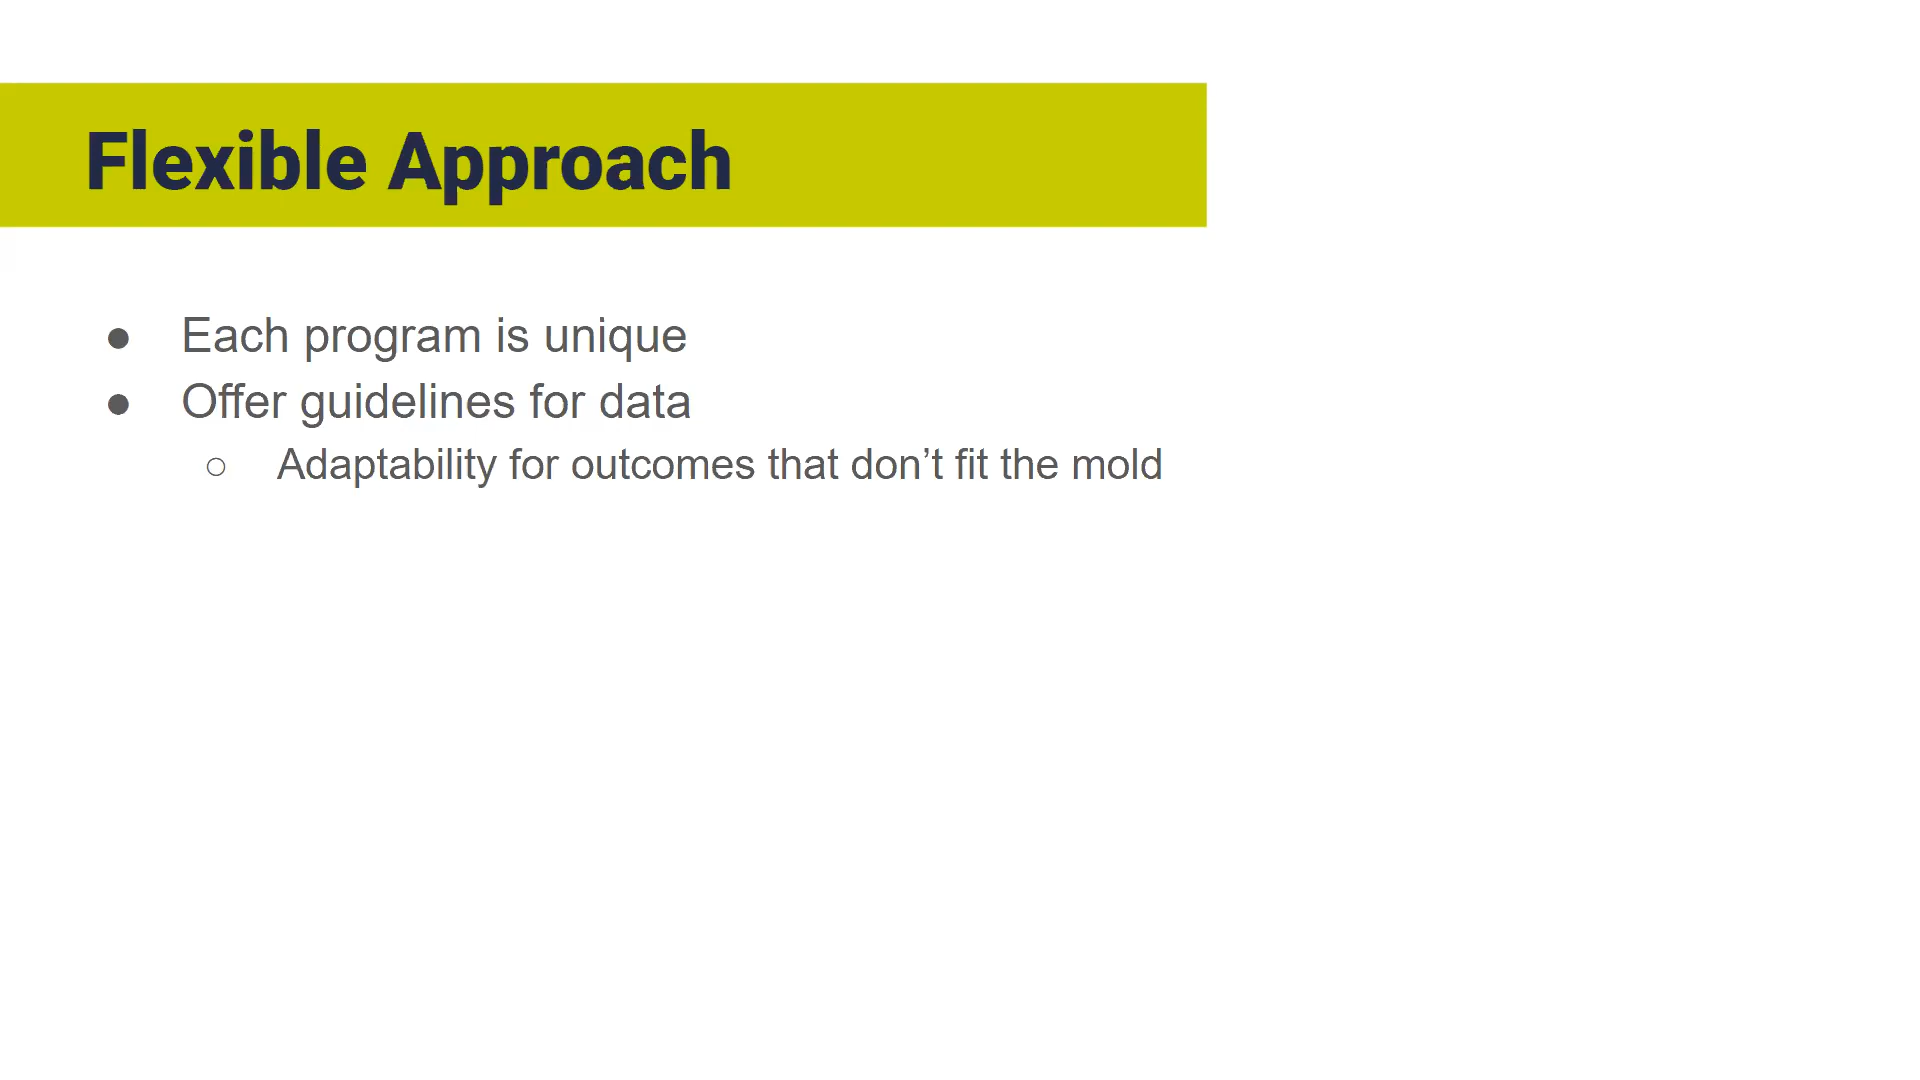 Flexible Approach
● Each program is unique
● Offer guidelines for data
○ Adaptability for outcomes that don’t fit the mold